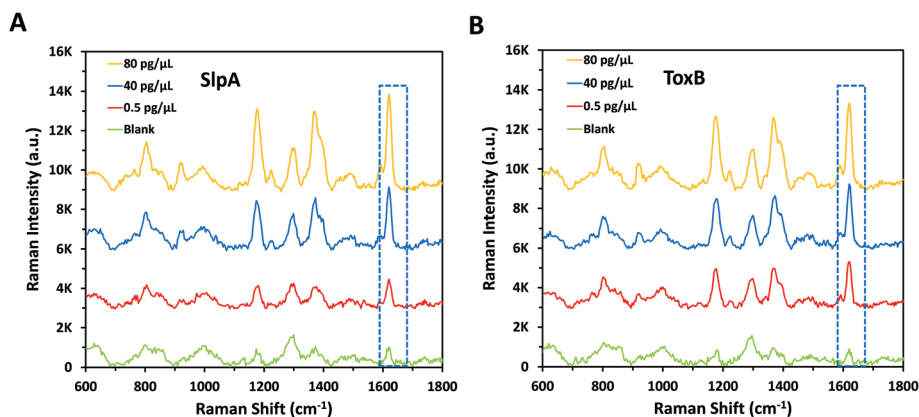 A
16K
14K
12K
10K
8K
6K
4K
2K
0
600
800
1000
1200
1400
1600
1800
Raman Intensity (a.u.)
Raman Shift (cm⁻¹)
80 pg/µL
40 pg/µL
0.5 pg/µL
Blank
SlpA
B
16K
14K
12K
10K
8K
6K
4K
2K
0
600
800
1000
1200
1400
1600
1800
Raman Intensity (a.u.)
Raman Shift (cm⁻¹)
80 pg/µL
40 pg/µL
0.5 pg/µL
Blank
ToxB